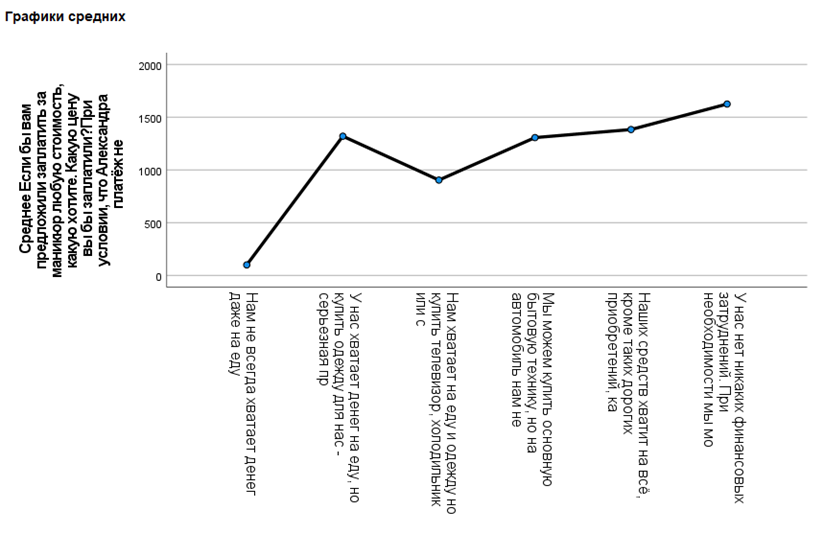 Графики средних
Среднее Если бы вам
предложили заплатить за
маникюр любую стоимость,
какую хотите. Какую цену
вы бы заплатили?При
условии, что Александра
платёж не
2000
1500
1000
500
0
Нам не всегда хватает денег
даже на еду
У нас хватает денег на еду, но
купить одежду для нас -
серьезная пр
Нам хватает на еду и одежду но
купить телевизор, холодильник
или с
Мы можем купить основную
бытовую технику, но на
автомобиль нам не
Наших средств хватит на всё,
кроме таких дорогих
приобретений, ка
У нас нет никаких финансовых
затруднений. При
необходимости мы мо